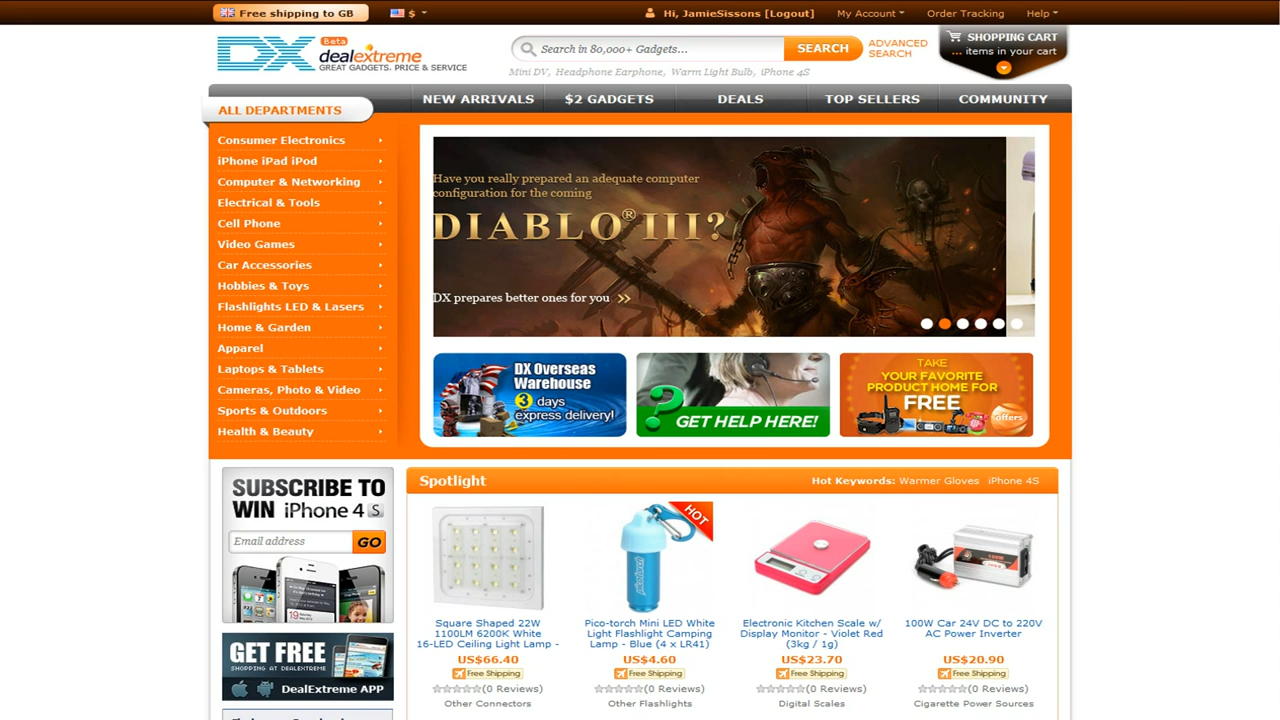 Free shipping to GB
$
Hi, JamieSissons [Logout]
My Account
Order Tracking
Help
DX
Beta
dealextreme
GREAT GADGETS. PRICE & SERVICE
Search in 80,000+ Gadgets...
SEARCH
ADVANCED
SEARCH
Mini DV, Headphone Earphone, Warm Light Bulb, iPhone 4S
SHOPPING CART
... items in your cart
ALL DEPARTMENTS
NEW ARRIVALS
$2 GADGETS
DEALS
TOP SELLERS
COMMUNITY
Consumer Electronics
iPhone iPad iPod
Computer & Networking
Electrical & Tools
Cell Phone
Video Games
Car Accessories
Hobbies & Toys
Flashlights LED & Lasers
Home & Garden
Apparel
Laptops & Tablets
Cameras, Photo & Video
Sports & Outdoors
Health & Beauty
Have you really prepared an adequate computer
configuration for the coming
DIABLO® III?
DX prepares better ones for you »
DX Overseas
Warehouse
3 days
express delivery!
? GET HELP HERE!
TAKE
YOUR FAVORITE
PRODUCT HOME FOR
FREE
offers
SUBSCRIBE TO
WIN iPhone 4 S
Email address
GO
GET FREE
SHOPPING AT DEALEXTREME
DealExtreme APP
Spotlight
Hot Keywords: Warmer Gloves iPhone 4S
HOT
Square Shaped 22W
1100LM 6200K White
16-LED Ceiling Light Lamp -
US$66.40
Free Shipping
(0 Reviews)
Other Connectors
Pico-torch Mini LED White
Light Flashlight Camping
Lamp - Blue (4 x LR41)
US$4.60
Free Shipping
(0 Reviews)
Other Flashlights
Electronic Kitchen Scale w/
Display Monitor - Violet Red
(3kg / 1g)
US$23.70
Free Shipping
(0 Reviews)
Digital Scales
100W Car 24V DC to 220V
AC Power Inverter
US$20.90
Free Shipping
(0 Reviews)
Cigarette Power Sources